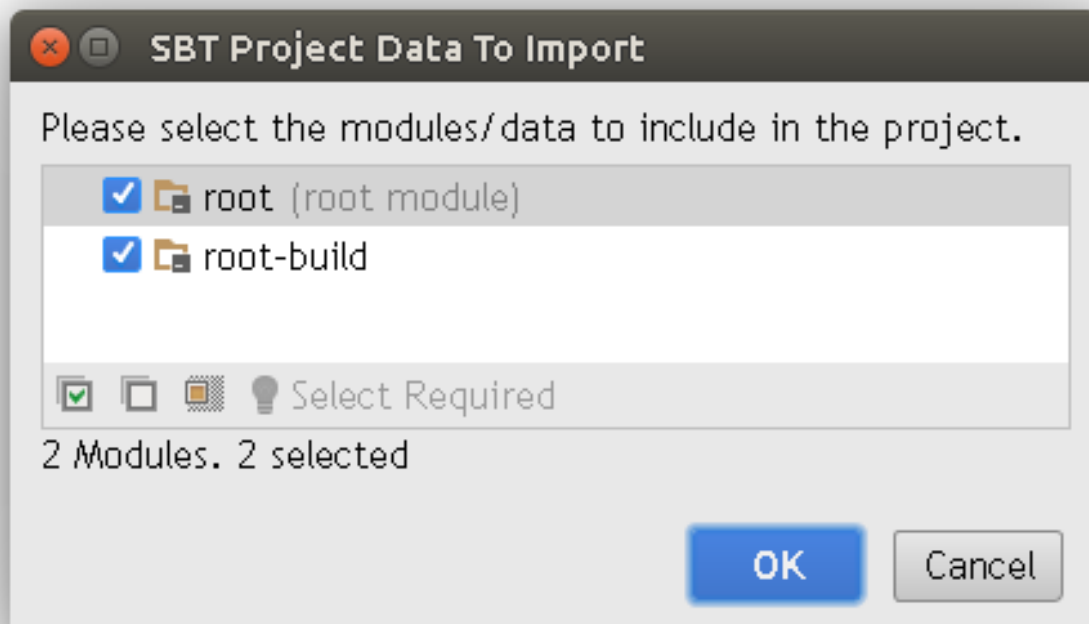 SBT Project Data To Import
Please select the modules/data to include in the project.
root (root module)
root-build
Select Required
2 Modules. 2 selected
OK Cancel